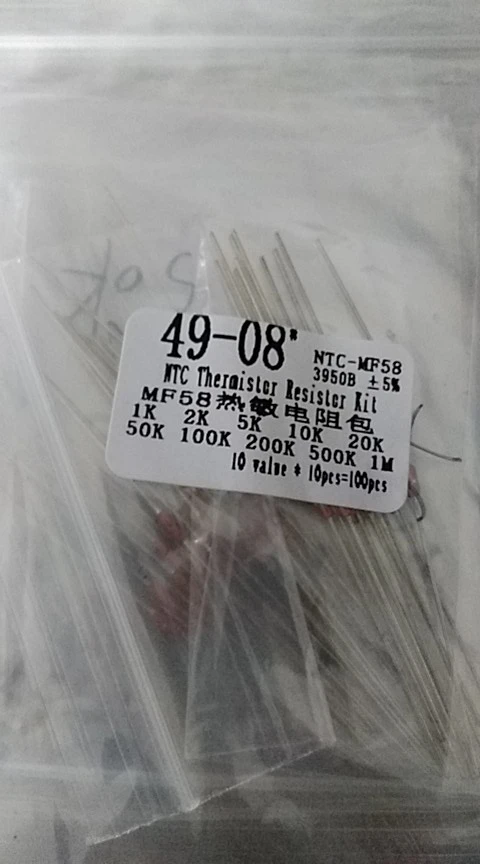 50K
49-08*
NTC-MF58
3950B ±5%
NTC Thermistor Resistor Kit
MF58热敏电阻包
1K 2K 5K 10K 20K
50K 100K 200K 500K 1M
10 value * 10pcs=100pcs